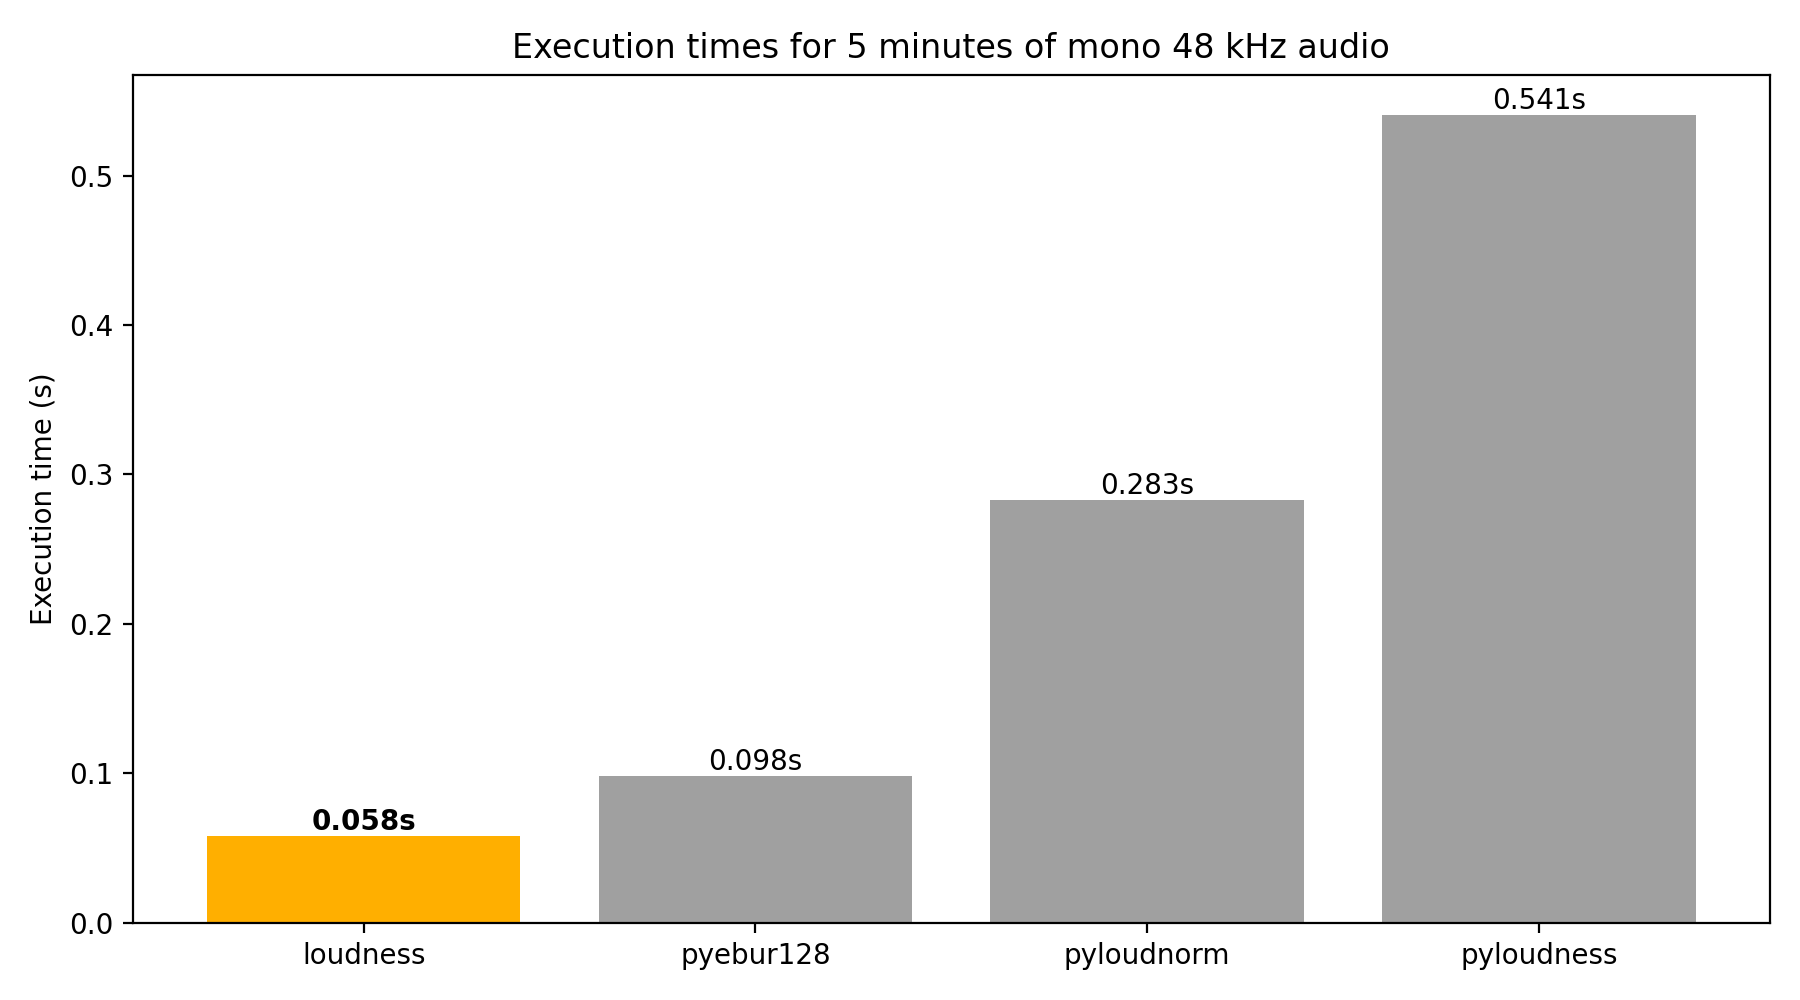 Execution times for 5 minutes of mono 48 kHz audio
0.541s
0.5
0.4
0.3
0.283s
0.2
0.098s
0.1
0.058s
0.0
Execution time (s)
loudness pyebur128 pyloudnorm pyloudness